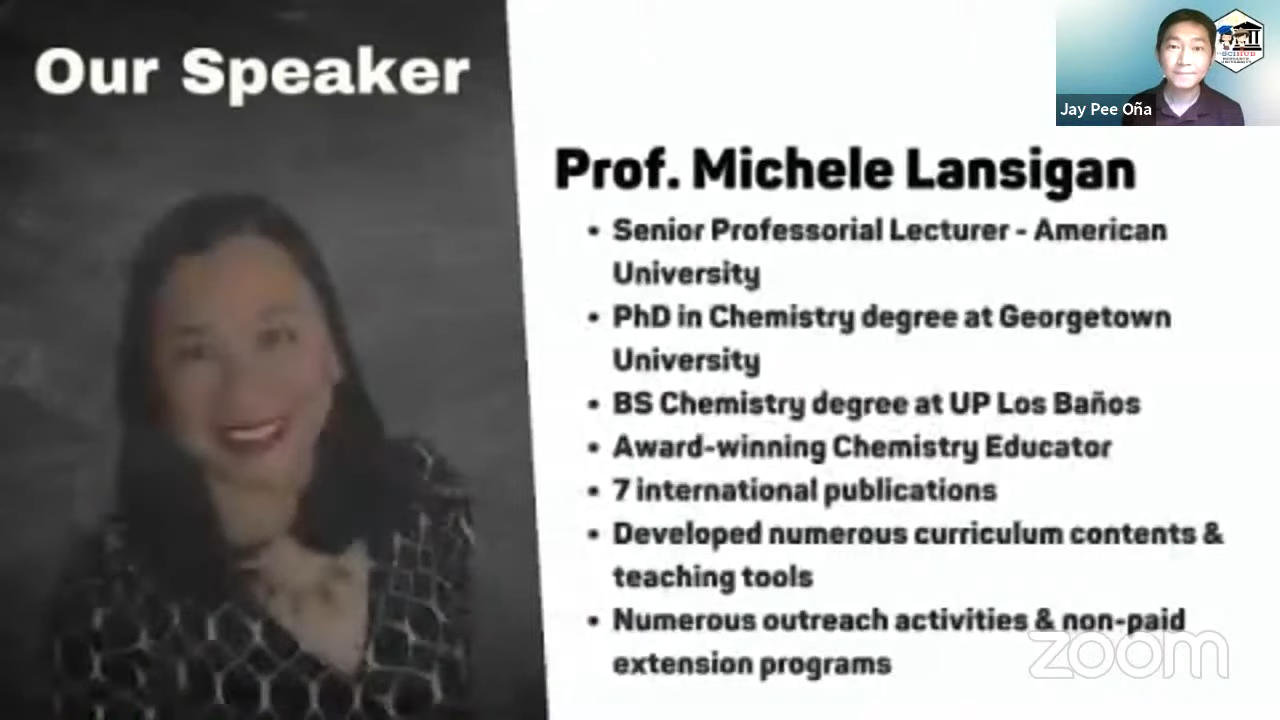 Our Speaker
Jay Pee Oña
Prof. Michele Lansigan
• Senior Professorial Lecturer - American
University
• PhD in Chemistry degree at Georgetown
University
• BS Chemistry degree at UP Los Baños
• Award-winning Chemistry Educator
• 7 international publications
• Developed numerous curriculum contents &
teaching tools
• Numerous outreach activities & non-paid
extension programs
zoom